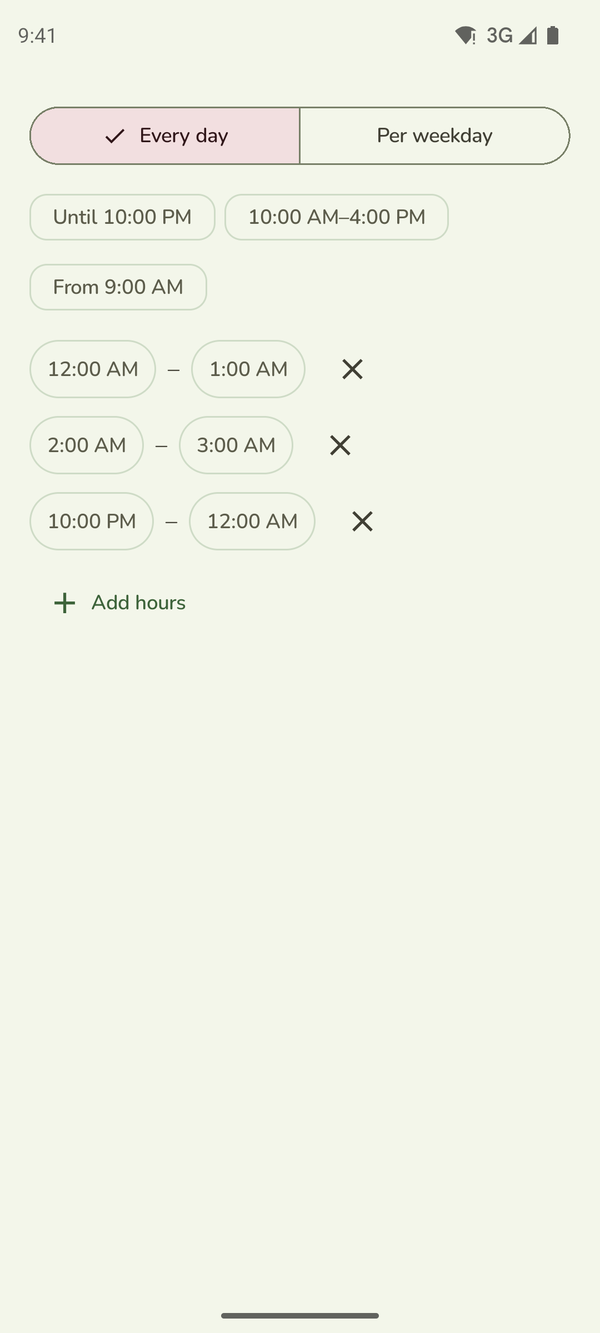 9:41 3G
Every day Per weekday
Until 10:00 PM 10:00 AM–4:00 PM
From 9:00 AM
12:00 AM – 1:00 AM
2:00 AM – 3:00 AM
10:00 PM – 12:00 AM
Add hours